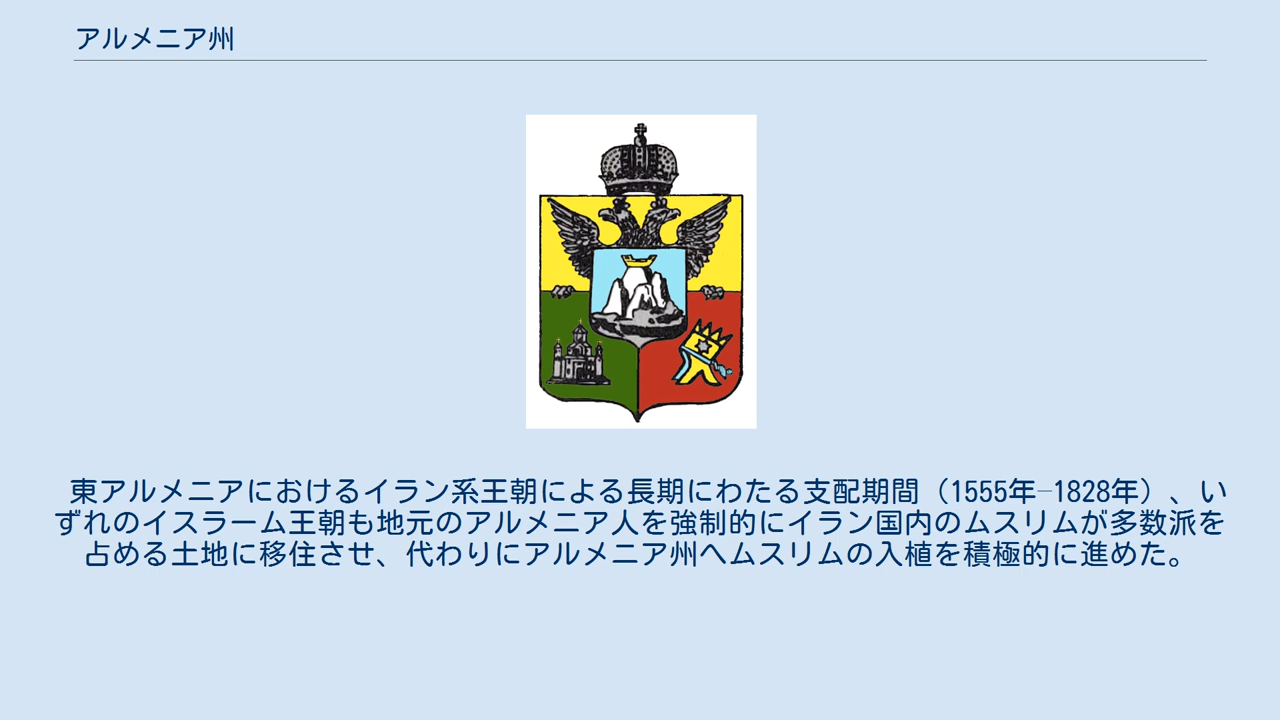 アルメニア州
東アルメニアにおけるイラン系王朝による長期にわたる支配期間（1555年–1828年）、い
ずれのイスラーム王朝も地元のアルメニア人を強制的にイラン国内のムスリムが多数派を
占める土地に移住させ、代わりにアルメニア州へムスリムの入植を積極的に進めた。